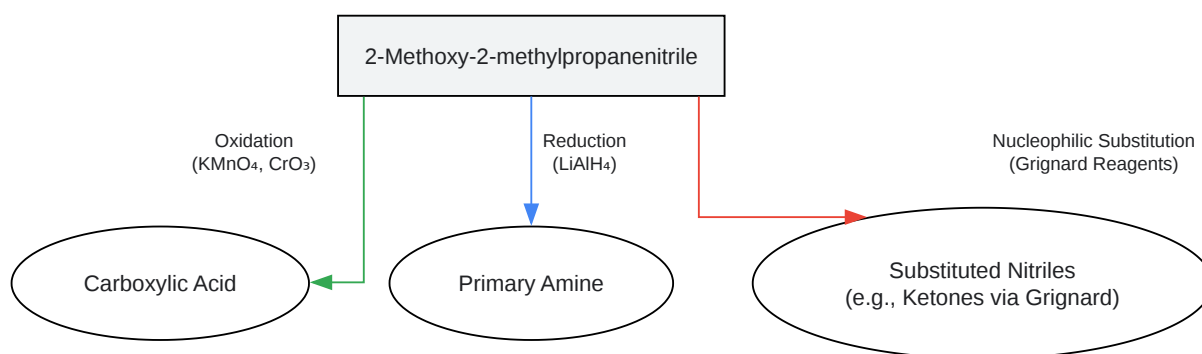 2-Methoxy-2-methylpropanenitrile
Oxidation
(KMnO₄, CrO₃)
Reduction
(LiAlH₄)
Nucleophilic Substitution
(Grignard Reagents)
Carboxylic Acid
Primary Amine
Substituted Nitriles
(e.g., Ketones via Grignard)